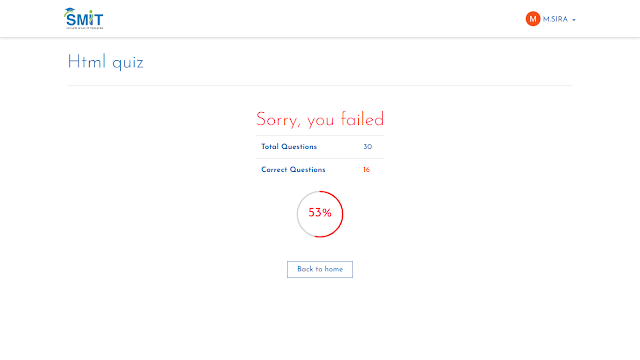 SMIT
M M.SIRA
Html quiz
Sorry, you failed
Total Questions 30
Correct Questions 16
53%
Back to home